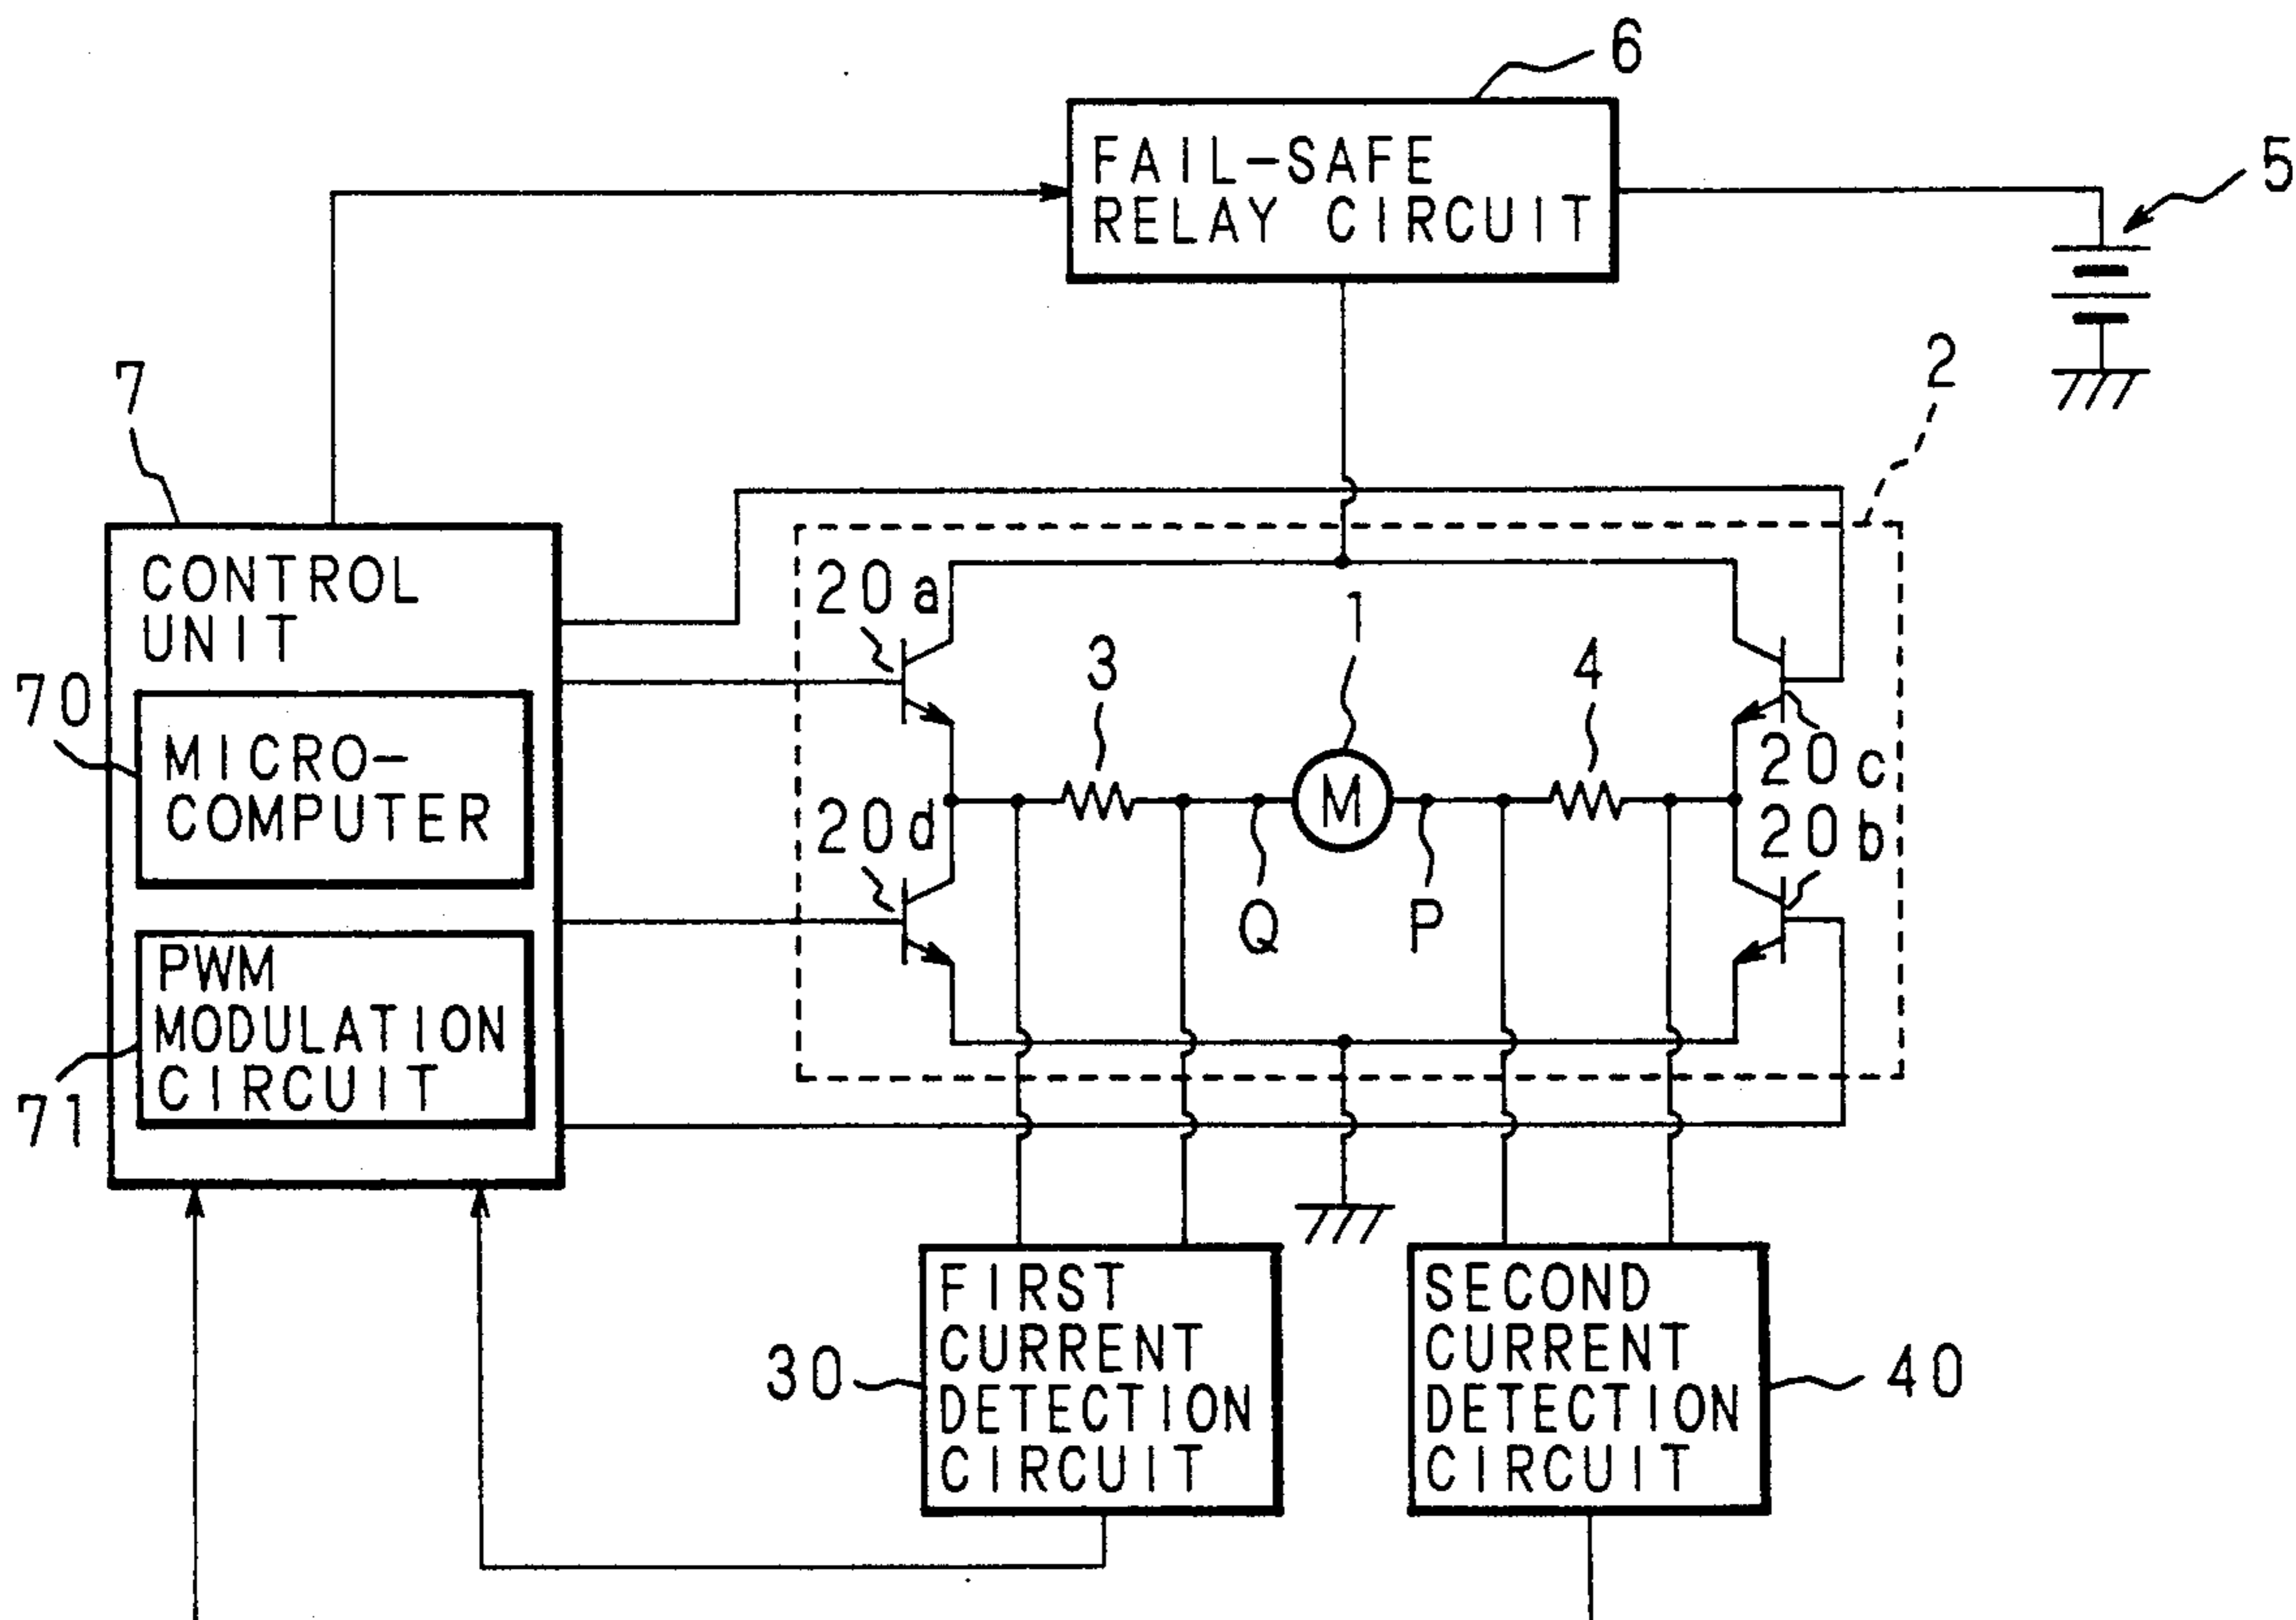 6
FAIL-SAFE
RELAY CIRCUIT
5
2
7
CONTROL
UNIT
70
MICRO-
COMPUTER
PWM
MODULATION
CIRCUIT
71
20a
1
3
4
20c
20d
20b
M
Q
P
FIRST
CURRENT
DETECTION
CIRCUIT
30
SECOND
CURRENT
DETECTION
CIRCUIT
40